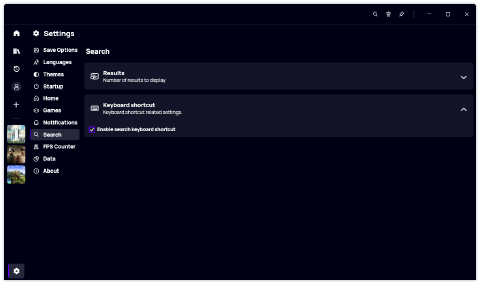 Settings
Save Options
Languages
Themes
Startup
Home
Games
Notifications
Search
FPS Counter
Data
About
Search
Results
Number of results to display
Keyboard shortcut
Keyboard shortcut related settings
Enable search keyboard shortcut